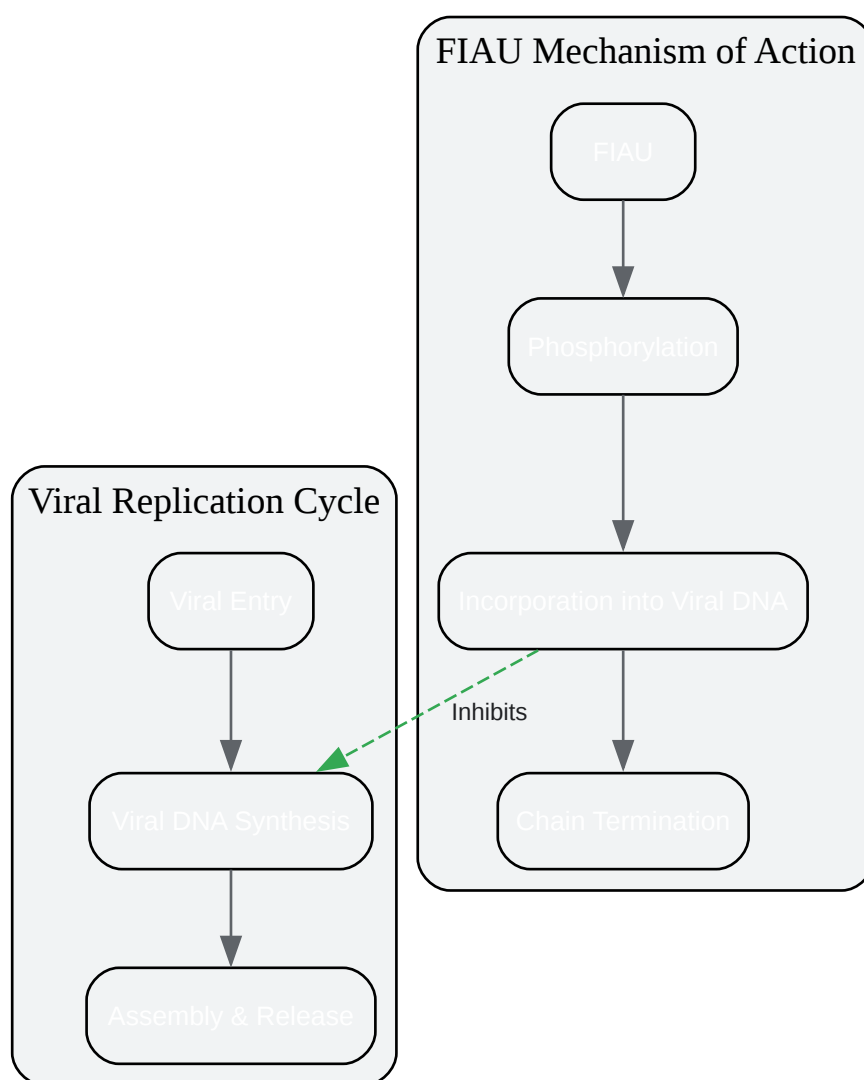 FIAU Mechanism of Action
FIAU
Phosphorylation
Incorporation into Viral DNA
Chain Termination
Inhibits
Viral Replication Cycle
Viral Entry
Viral DNA Synthesis
Assembly & Release